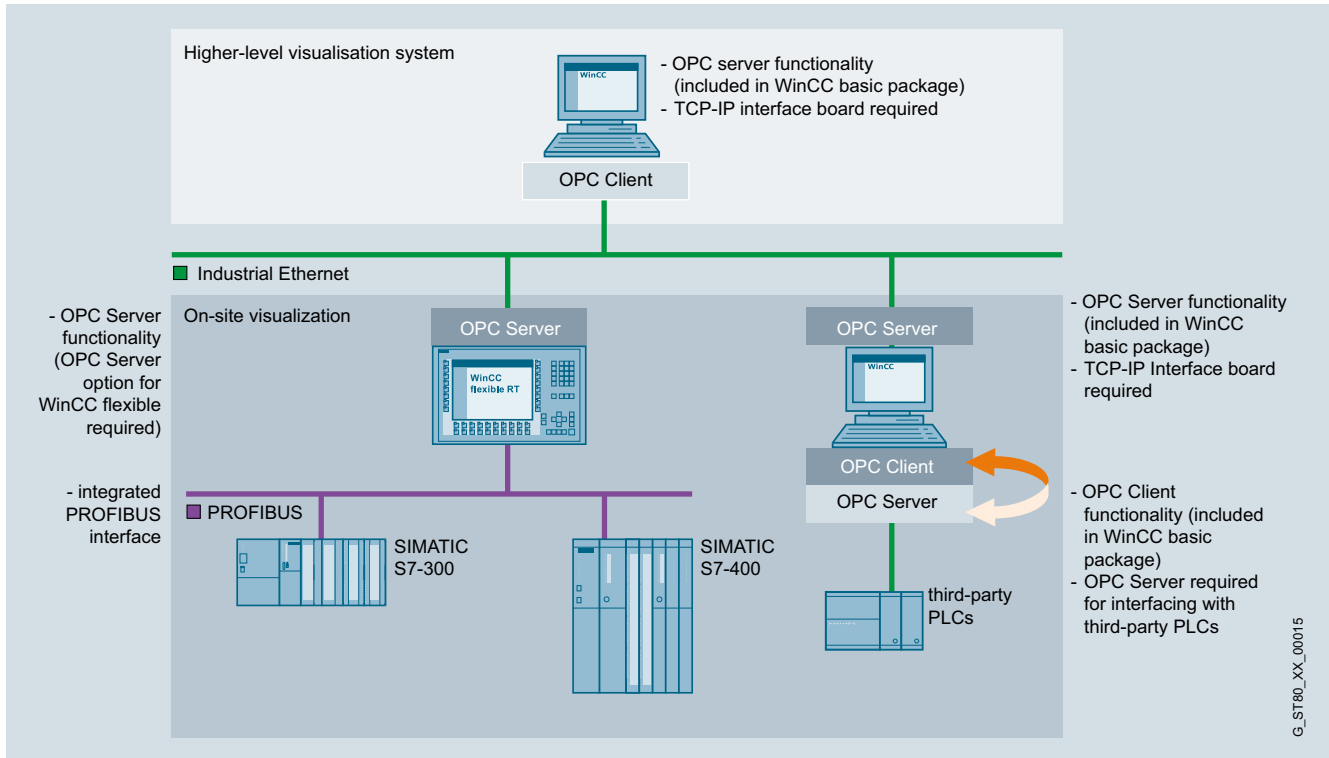 Higher-level visualisation system
WinCC
- OPC server functionality
(included in WinCC basic package)
- TCP-IP interface board required
OPC Client
Industrial Ethernet
- OPC Server
functionality
(OPC Server
option for
WinCC flexible
required)
On-site visualization
OPC Server
WinCC
flexible RT
OPC Server
WinCC
- OPC Server functionality
(included in WinCC
basic package)
- TCP-IP Interface board
required
OPC Client
OPC Server
- integrated
PROFIBUS
interface
PROFIBUS
SIMATIC
S7-300
SIMATIC
S7-400
third-party
PLCs
- OPC Client
functionality (included
in WinCC basic
package)
- OPC Server required
for interfacing with
third-party PLCs
G_ST80_XX_00015